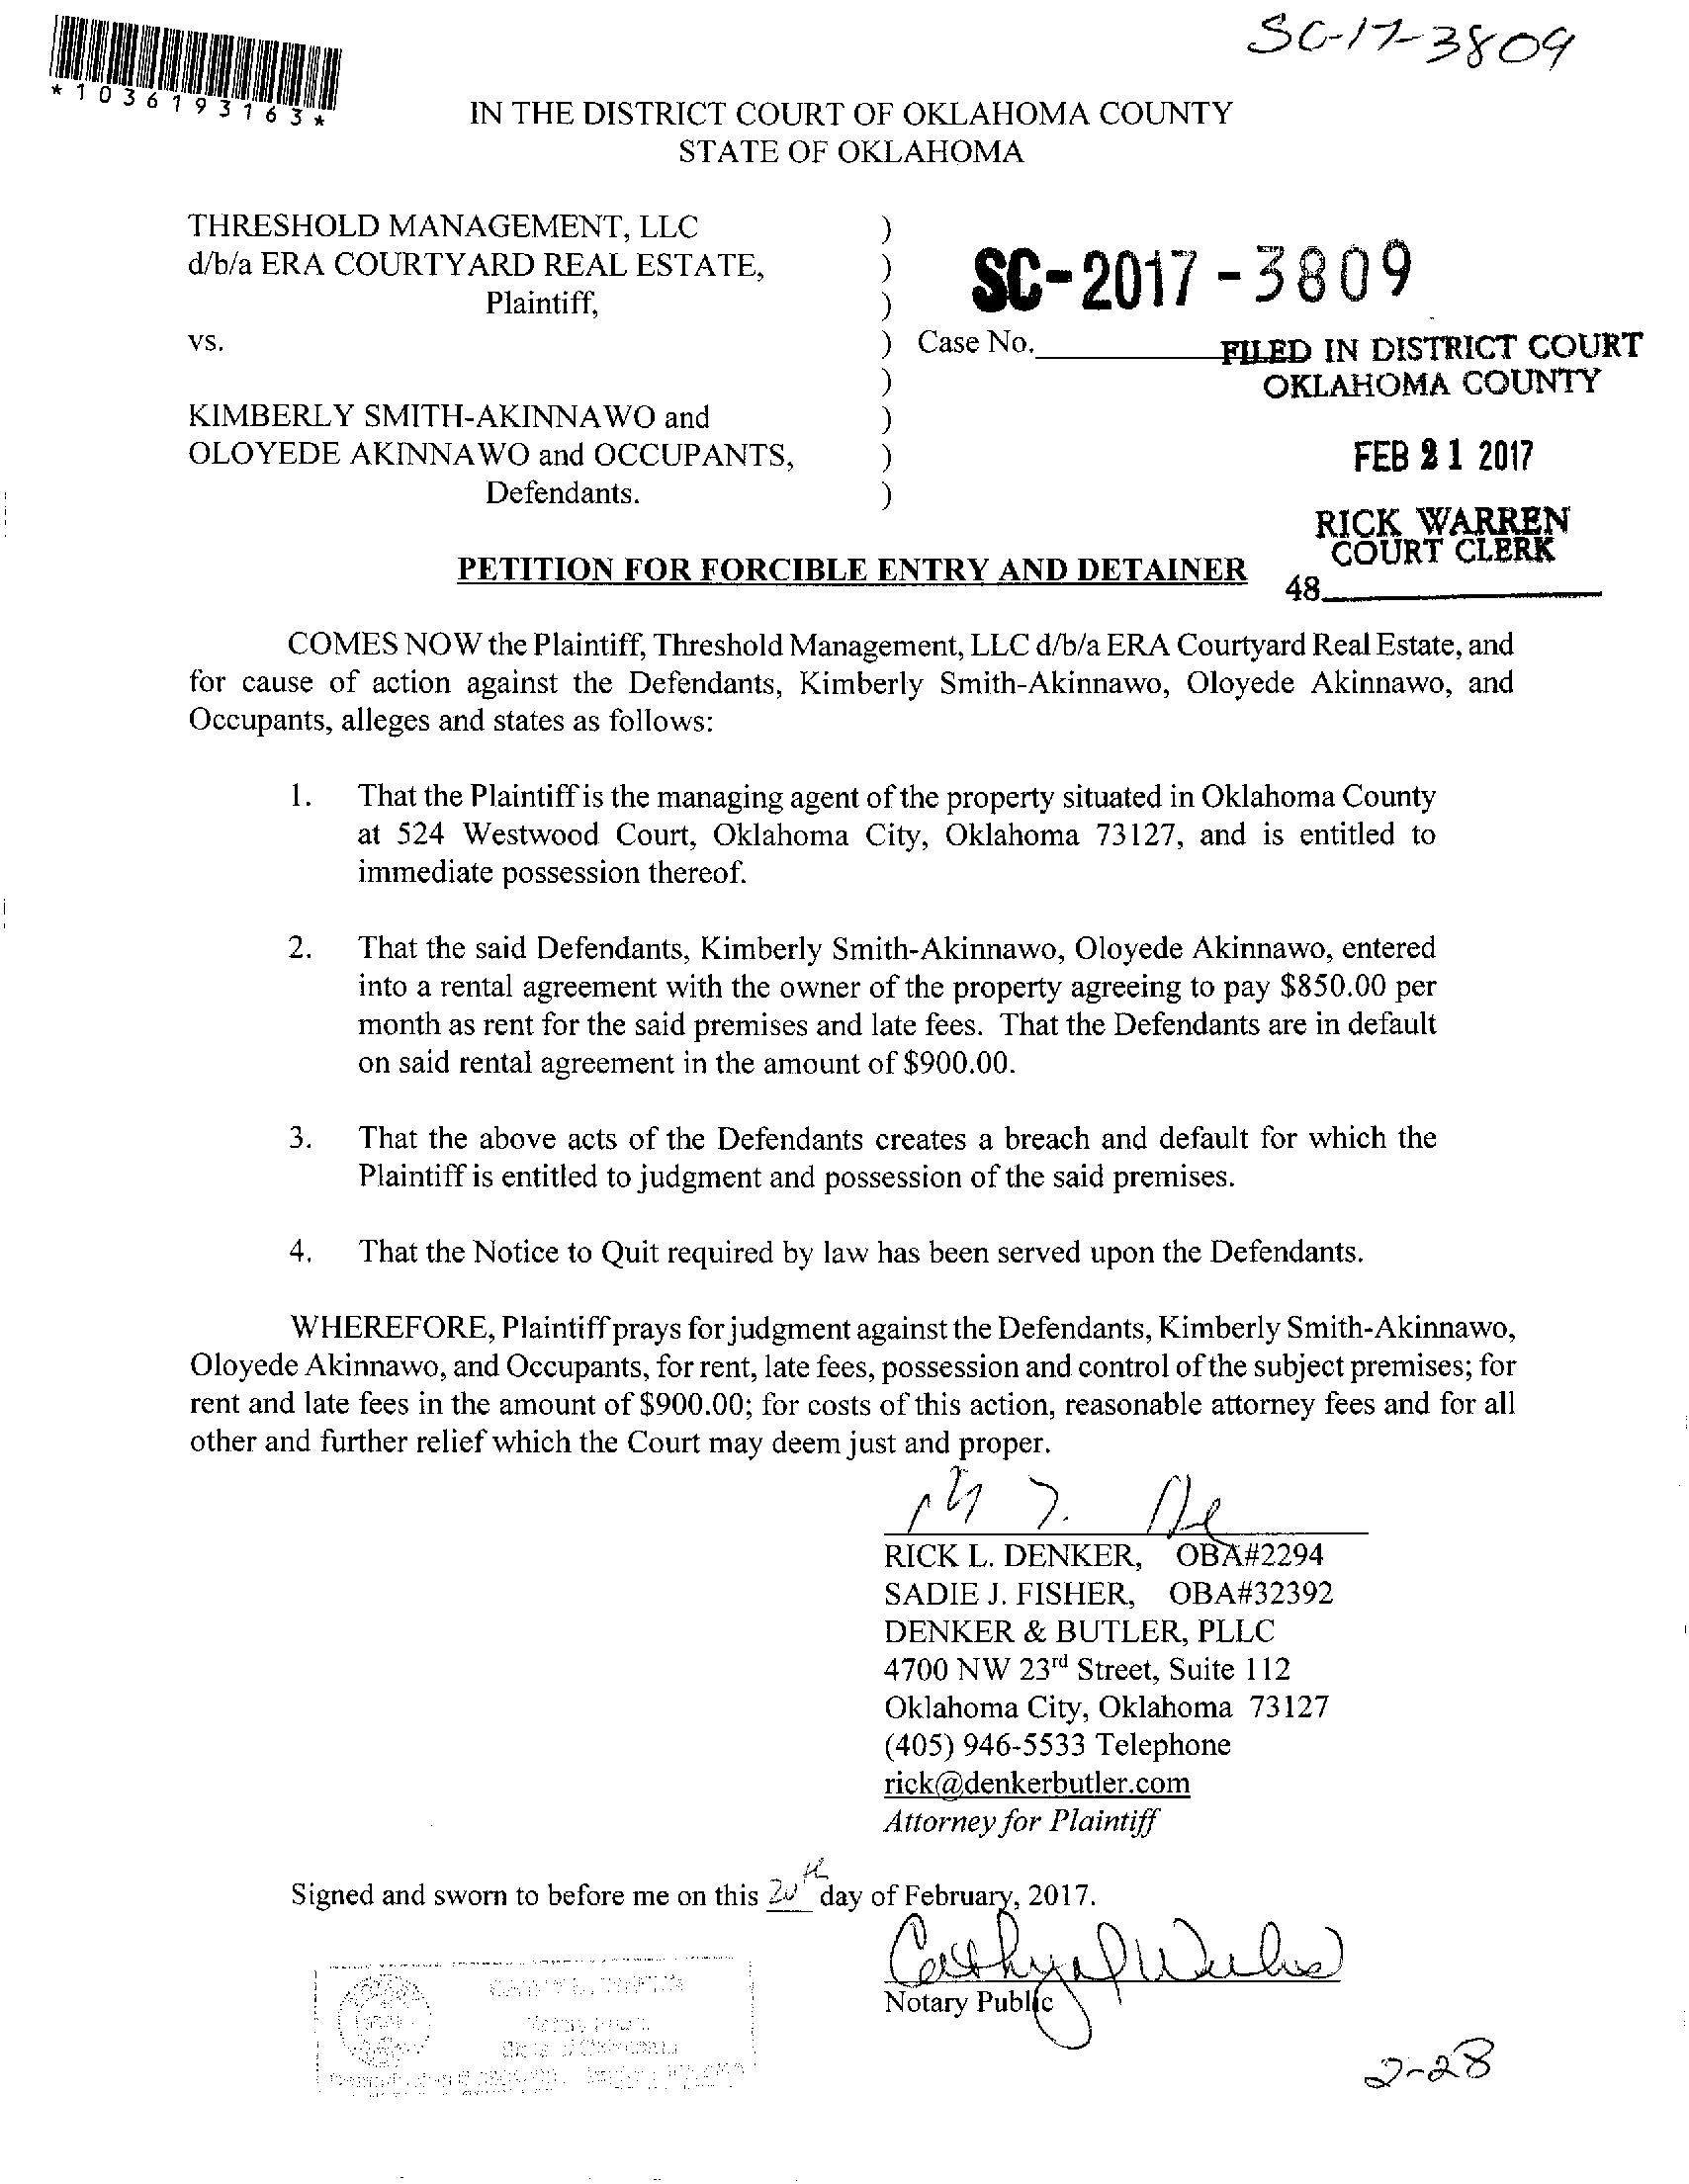 SC-17-3809
*1036193163*
IN THE DISTRICT COURT OF OKLAHOMA COUNTY
STATE OF OKLAHOMA
THRESHOLD MANAGEMENT, LLC )
d/b/a ERA COURTYARD REAL ESTATE, )
Plaintiff, )
SC-2017-3809
vs. ) Case No.
FILED IN DISTRICT COURT
OKLAHOMA COUNTY
)
KIMBERLY SMITH-AKINNAWO and )
OLOYEDE AKINNAWO and OCCUPANTS, )
Defendants. )
FEB 21 2017
RICK WARREN
COURT CLERK
48
PETITION FOR FORCIBLE ENTRY AND DETAINER
COMES NOW the Plaintiff, Threshold Management, LLC d/b/a ERA Courtyard Real Estate, and
for cause of action against the Defendants, Kimberly Smith-Akinnawo, Oloyede Akinnawo, and
Occupants, alleges and states as follows:
1. That the Plaintiff is the managing agent of the property situated in Oklahoma County
at 524 Westwood Court, Oklahoma City, Oklahoma 73127, and is entitled to
immediate possession thereof.
2. That the said Defendants, Kimberly Smith-Akinnawo, Oloyede Akinnawo, entered
into a rental agreement with the owner of the property agreeing to pay $850.00 per
month as rent for the said premises and late fees. That the Defendants are in default
on said rental agreement in the amount of $900.00.
3. That the above acts of the Defendants creates a breach and default for which the
Plaintiff is entitled to judgment and possession of the said premises.
4. That the Notice to Quit required by law has been served upon the Defendants.
WHEREFORE, Plaintiff prays for judgment against the Defendants, Kimberly Smith-Akinnawo,
Oloyede Akinnawo, and Occupants, for rent, late fees, possession and control of the subject premises; for
rent and late fees in the amount of $900.00; for costs of this action, reasonable attorney fees and for all
other and further relief which the Court may deem just and proper.
RICK L. DENKER, OBA#2294
SADIE J. FISHER, OBA#32392
DENKER & BUTLER, PLLC
4700 NW 23rd Street, Suite 112
Oklahoma City, Oklahoma 73127
(405) 946-5533 Telephone
rick@denkerbutler.com
Attorney for Plaintiff
Signed and sworn to before me on this 20th day of February, 2017.
Notary Public
2-28